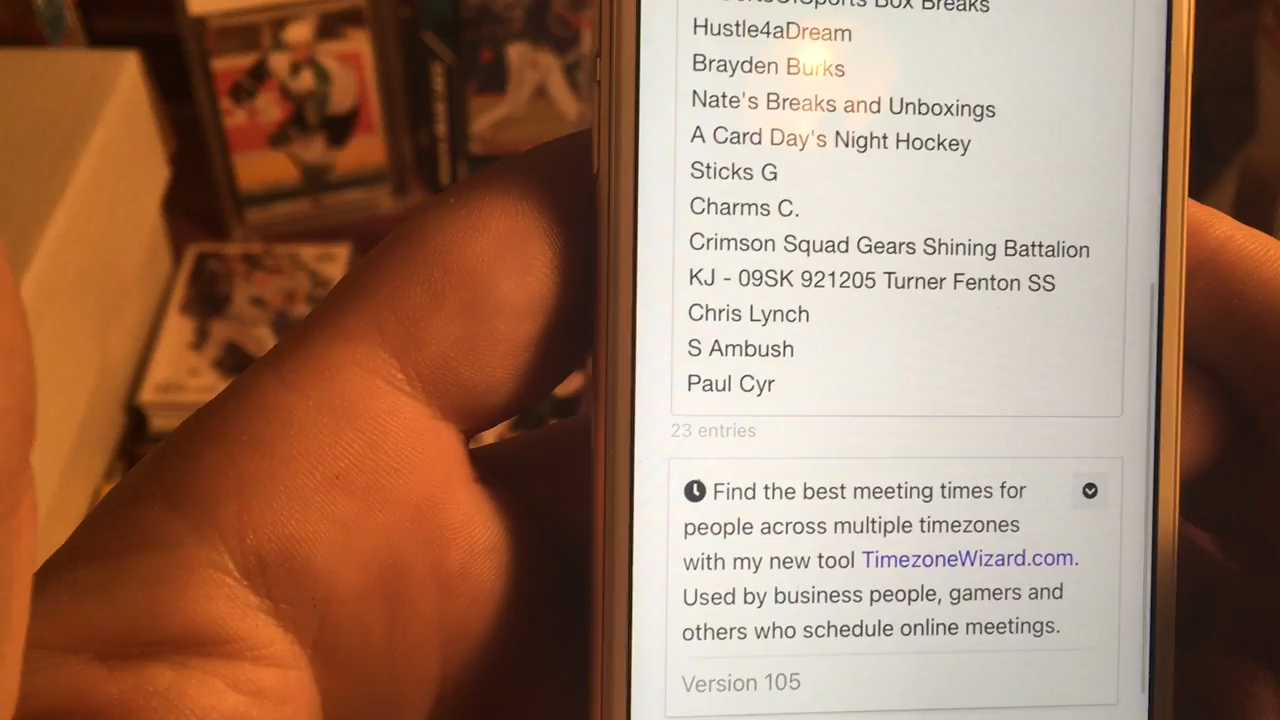 Box Breaks
Hustle4aDream
Brayden Burks
Nate's Breaks and Unboxings
A Card Day's Night Hockey
Sticks G
Charms C.
Crimson Squad Gears Shining Battalion
KJ - 09SK 921205 Turner Fenton SS
Chris Lynch
S Ambush
Paul Cyr
23 entries
Find the best meeting times for
people across multiple timezones
with my new tool TimezoneWizard.com.
Used by business people, gamers and
others who schedule online meetings.
Version 105